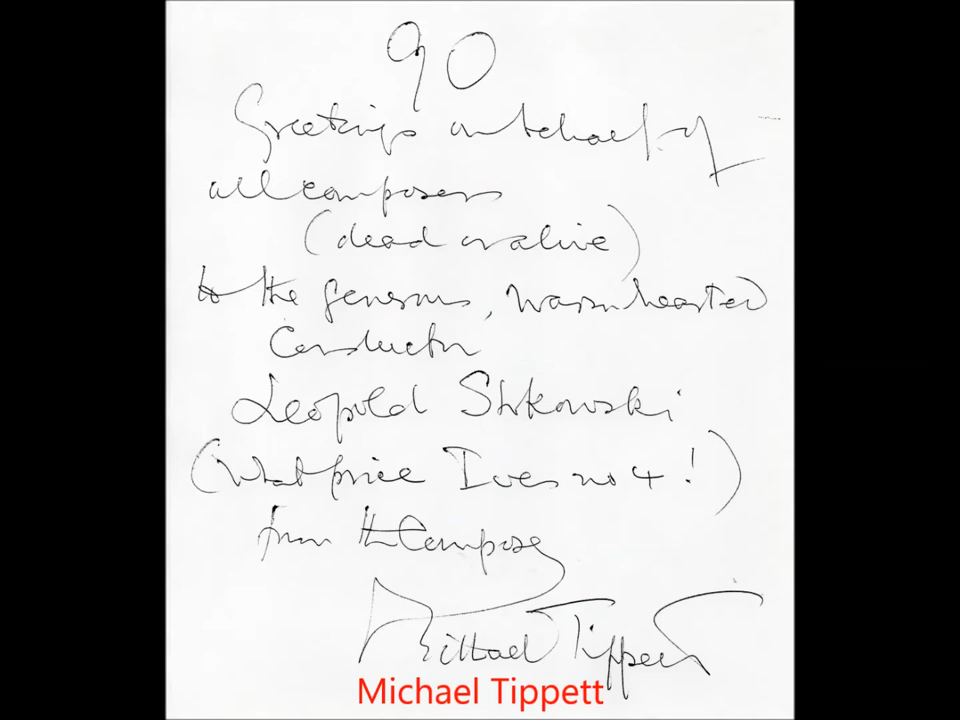 90
Greetings on behalf of
all composers
(dead or alive)
to the generous, warmhearted
Conductor
Leopold Stokowski
(What price Ives no 4!)
from the Composer
Michael Tippett
Michael Tippett